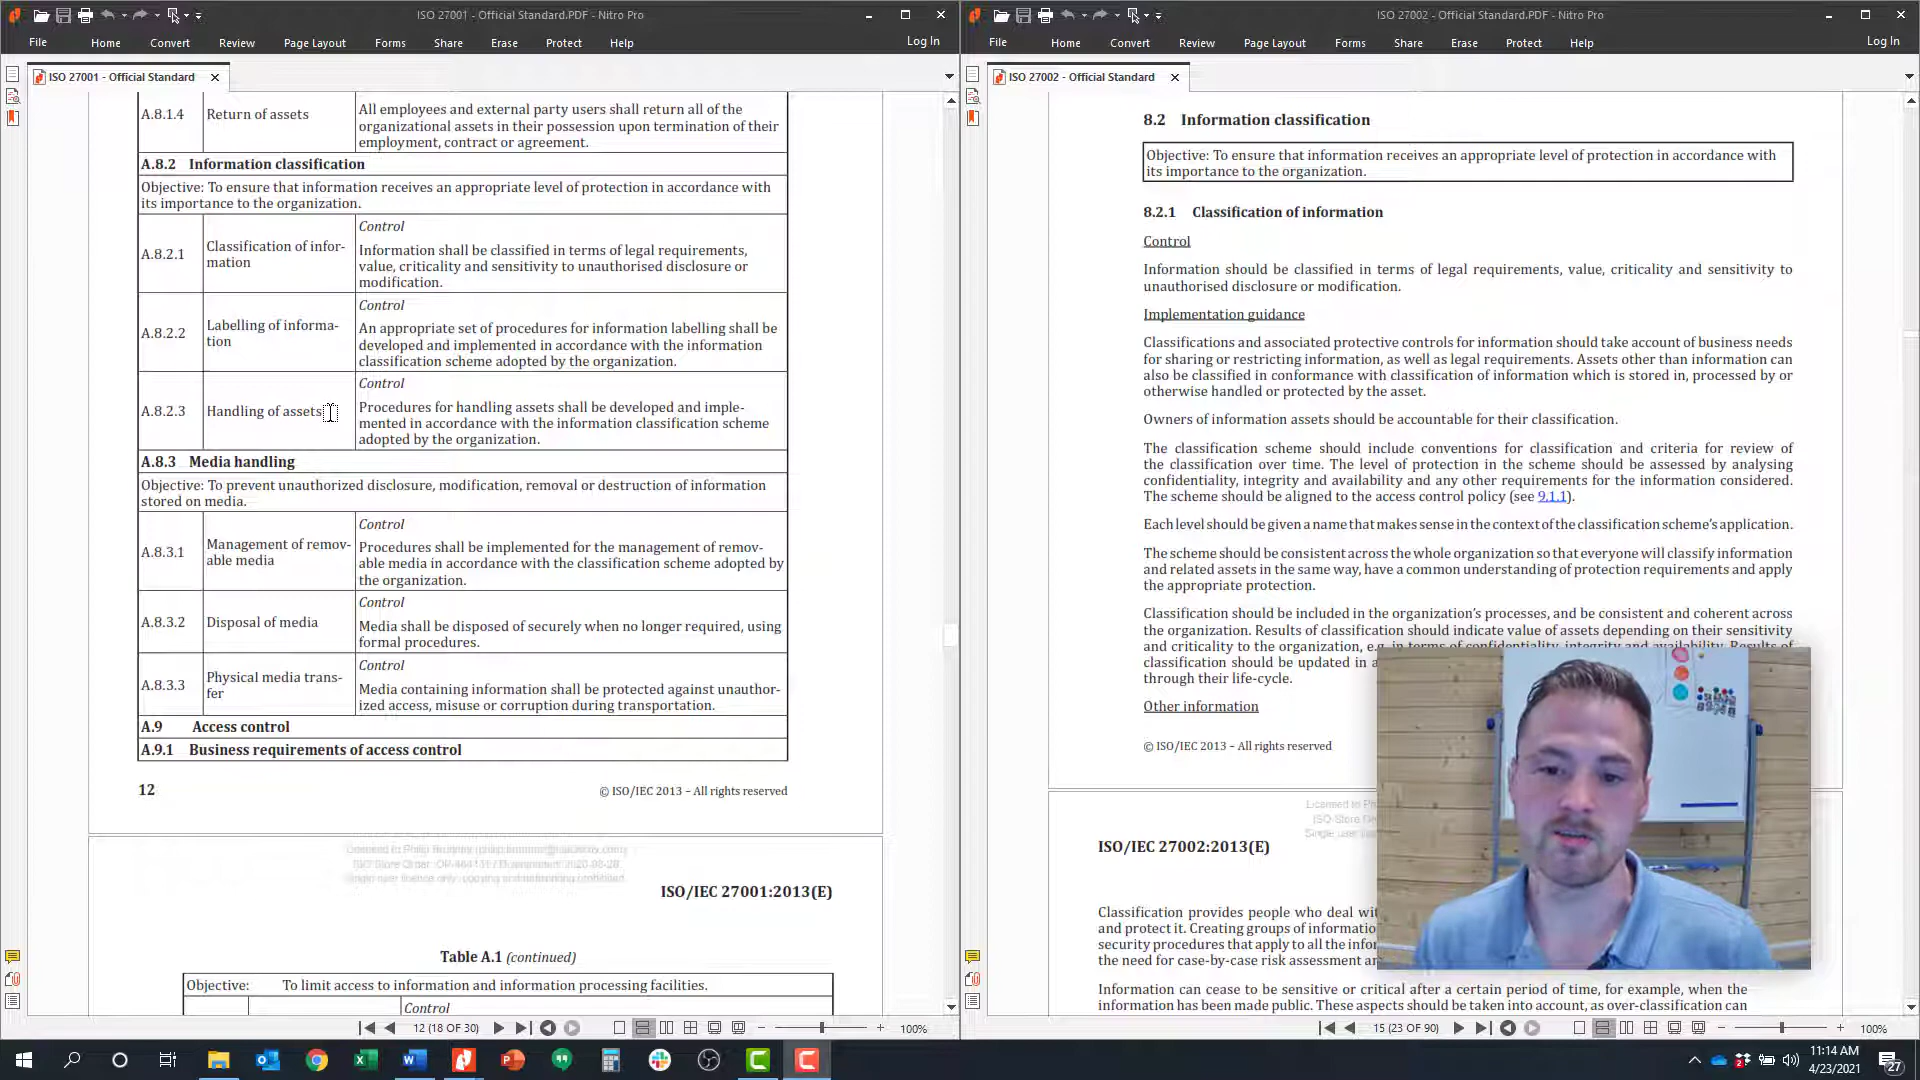 ISO 27001 - Official Standard.PDF - Nitro Pro
File Home Convert Review Page Layout Forms Share Erase Protect Help Log In
ISO 27001 - Official Standard
A.8.1.4 Return of assets
All employees and external party users shall return all of the
organizational assets in their possession upon termination of their
employment, contract or agreement.
A.8.2 Information classification
Objective: To ensure that information receives an appropriate level of protection in accordance with
its importance to the organization.
A.8.2.1
Classification of infor-
mation
Control
Information shall be classified in terms of legal requirements,
value, criticality and sensitivity to unauthorised disclosure or
modification.
A.8.2.2
Labelling of informa-
tion
Control
An appropriate set of procedures for information labelling shall be
developed and implemented in accordance with the information
classification scheme adopted by the organization.
A.8.2.3
Handling of assets
Control
Procedures for handling assets shall be developed and imple-
mented in accordance with the information classification scheme
adopted by the organization.
A.8.3 Media handling
Objective: To prevent unauthorized disclosure, modification, removal or destruction of information
stored on media.
A.8.3.1
Management of remov-
able media
Control
Procedures shall be implemented for the management of remov-
able media in accordance with the classification scheme adopted by
the organization.
A.8.3.2
Disposal of media
Control
Media shall be disposed of securely when no longer required, using
formal procedures.
A.8.3.3
Physical media trans-
fer
Control
Media containing information shall be protected against unauthor-
ized access, misuse or corruption during transportation.
A.9 Access control
A.9.1 Business requirements of access control
12 © ISO/IEC 2013 – All rights reserved
ISO/IEC 27001:2013(E)
Table A.1 (continued)
Objective: To limit access to information and information processing facilities.
Control
12 (18 OF 30) 100%
ISO 27002 - Official Standard.PDF - Nitro Pro
File Home Convert Review Page Layout Forms Share Erase Protect Help Log In
ISO 27002 - Official Standard
8.2 Information classification
Objective: To ensure that information receives an appropriate level of protection in accordance with
its importance to the organization.
8.2.1 Classification of information
Control
Information should be classified in terms of legal requirements, value, criticality and sensitivity to
unauthorised disclosure or modification.
Implementation guidance
Classifications and associated protective controls for information should take account of business needs
for sharing or restricting information, as well as legal requirements. Assets other than information can
also be classified in conformance with classification of information which is stored in, processed by or
otherwise handled or protected by the asset.
Owners of information assets should be accountable for their classification.
The classification scheme should include conventions for classification and criteria for review of
the classification over time. The level of protection in the scheme should be assessed by analysing
confidentiality, integrity and availability and any other requirements for the information considered.
The scheme should be aligned to the access control policy (see 9.1.1).
Each level should be given a name that makes sense in the context of the classification scheme's application.
The scheme should be consistent across the whole organization so that everyone will classify information
and related assets in the same way, have a common understanding of protection requirements and apply
the appropriate protection.
Classification should be included in the organization's processes, and be consistent and coherent across
the organization. Results of classification should indicate value of assets depending on their sensitivity
and criticality to the organization, e.g. in terms of confidentiality, integrity and availability. Results of
classification should be updated in a
through their life-cycle.
Other information
© ISO/IEC 2013 – All rights reserved
Licensed to
ISO Store
Single user
ISO/IEC 27002:2013(E)
Classification provides people who deal
and protect it. Creating groups of
security procedures that apply to all the
the need for case-by-case risk assessment
Information can cease to be sensitive or critical after a certain period of time, for example, when the
information has been made public. These aspects should be taken into account, as over-classification can
15 (23 OF 90) 100%
11:14 AM
4/23/2021
27